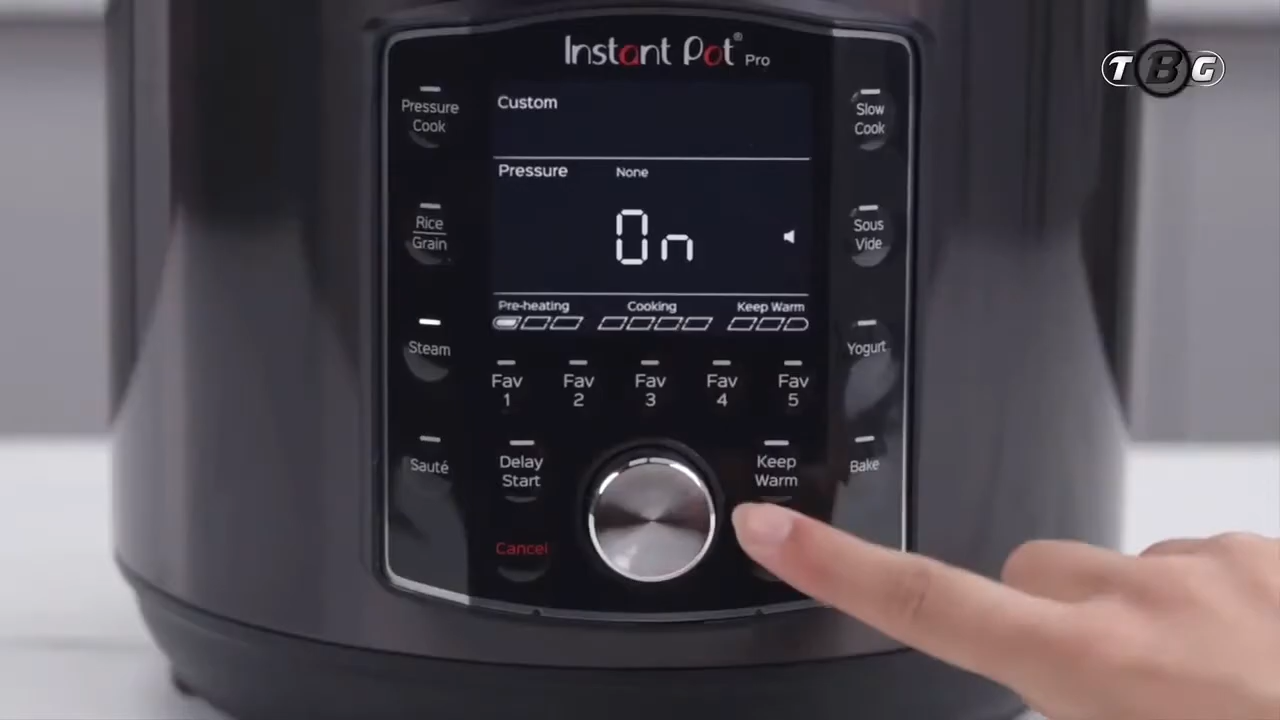 Instant Pot® Pro
TBG
Pressure
Cook
Custom
Slow
Cook
Pressure None
Rice
Grain
On
Sous
Vide
Pre-heating Cooking Keep Warm
Steam
Yogurt
Fav
1
Fav
2
Fav
3
Fav
4
Fav
5
Sauté
Delay
Start
Keep
Warm
Bake
Cancel